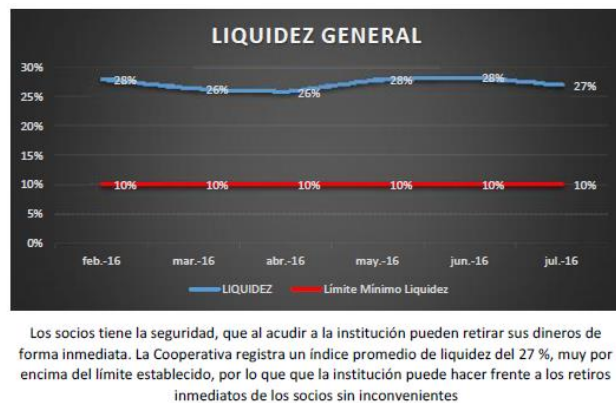 LIQUIDEZ GENERAL
30%
25%
20%
15%
10%
5%
0%
28%
26%
26%
28%
28%
27%
10%
10%
10%
10%
10%
10%
feb.-16
mar.-16
abr.-16
may.-16
jun.-16
jul.-16
LIQUIDEZ
Límite Mínimo Liquidez
Los socios tiene la seguridad, que al acudir a la institución pueden retirar sus dineros de
forma inmediata. La Cooperativa registra un índice promedio de liquidez del 27 %, muy por
encima del límite establecido, por lo que que la institución puede hacer frente a los retiros
inmediatos de los socios sin inconvenientes